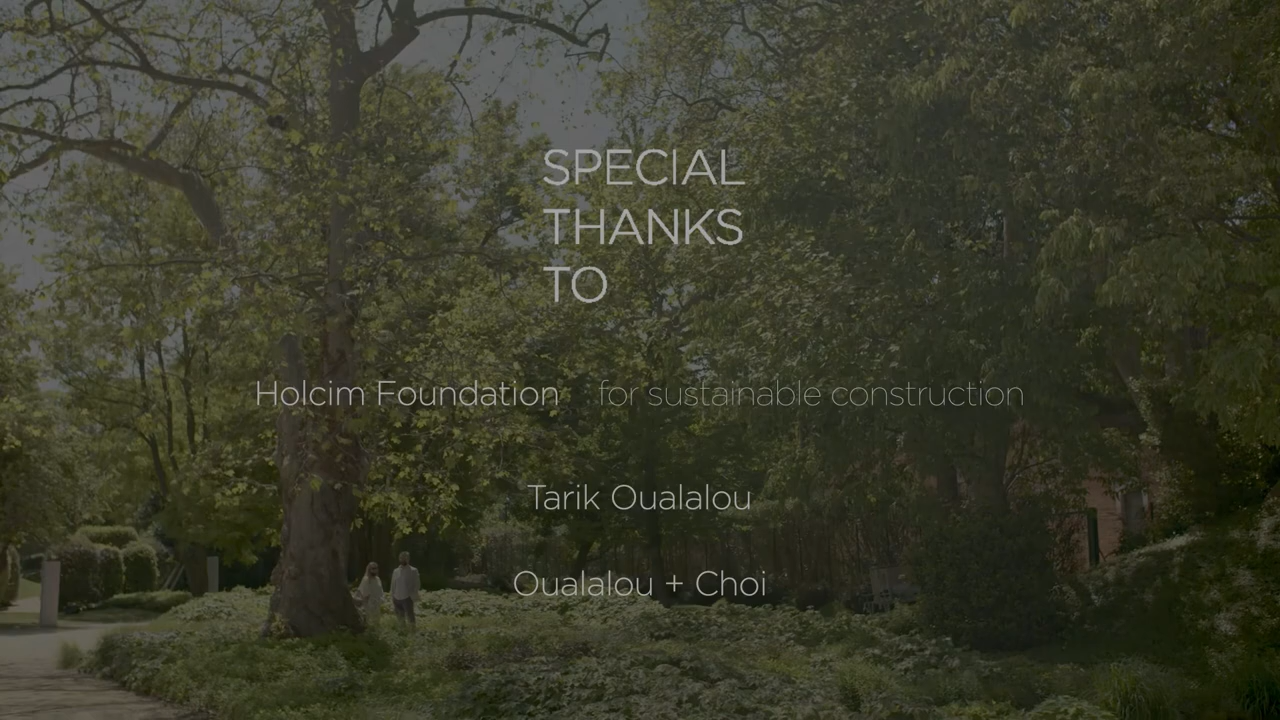 SPECIAL
THANKS
TO
Holcim Foundation for sustainable construction
Tarik Oualalou
Oualalou + Choi